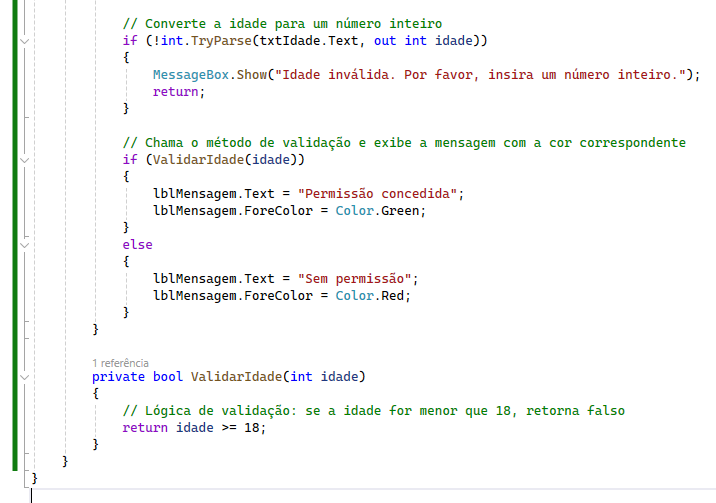 // Converte a idade para um número inteiro
if (!int.TryParse(txtIdade.Text, out int idade))
{
MessageBox.Show("Idade inválida. Por favor, insira um número inteiro.");
return;
}
// Chama o método de validação e exibe a mensagem com a cor correspondente
if (ValidarIdade(idade))
{
lblMensagem.Text = "Permissão concedida";
lblMensagem.ForeColor = Color.Green;
}
else
{
lblMensagem.Text = "Sem permissão";
lblMensagem.ForeColor = Color.Red;
}
}
1 referência
private bool ValidarIdade(int idade)
{
// Lógica de validação: se a idade for menor que 18, retorna falso
return idade >= 18;
}
}
}